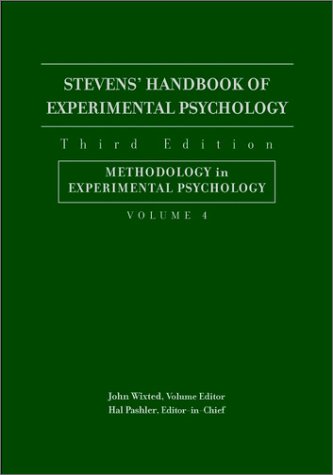 STEVENS' HANDBOOK OF
EXPERIMENTAL PSYCHOLOGY
Third Edition
METHODOLOGY in
EXPERIMENTAL PSYCHOLOGY
VOLUME 4
John Wixted, Volume Editor
Hal Pashler, Editor-in-Chief